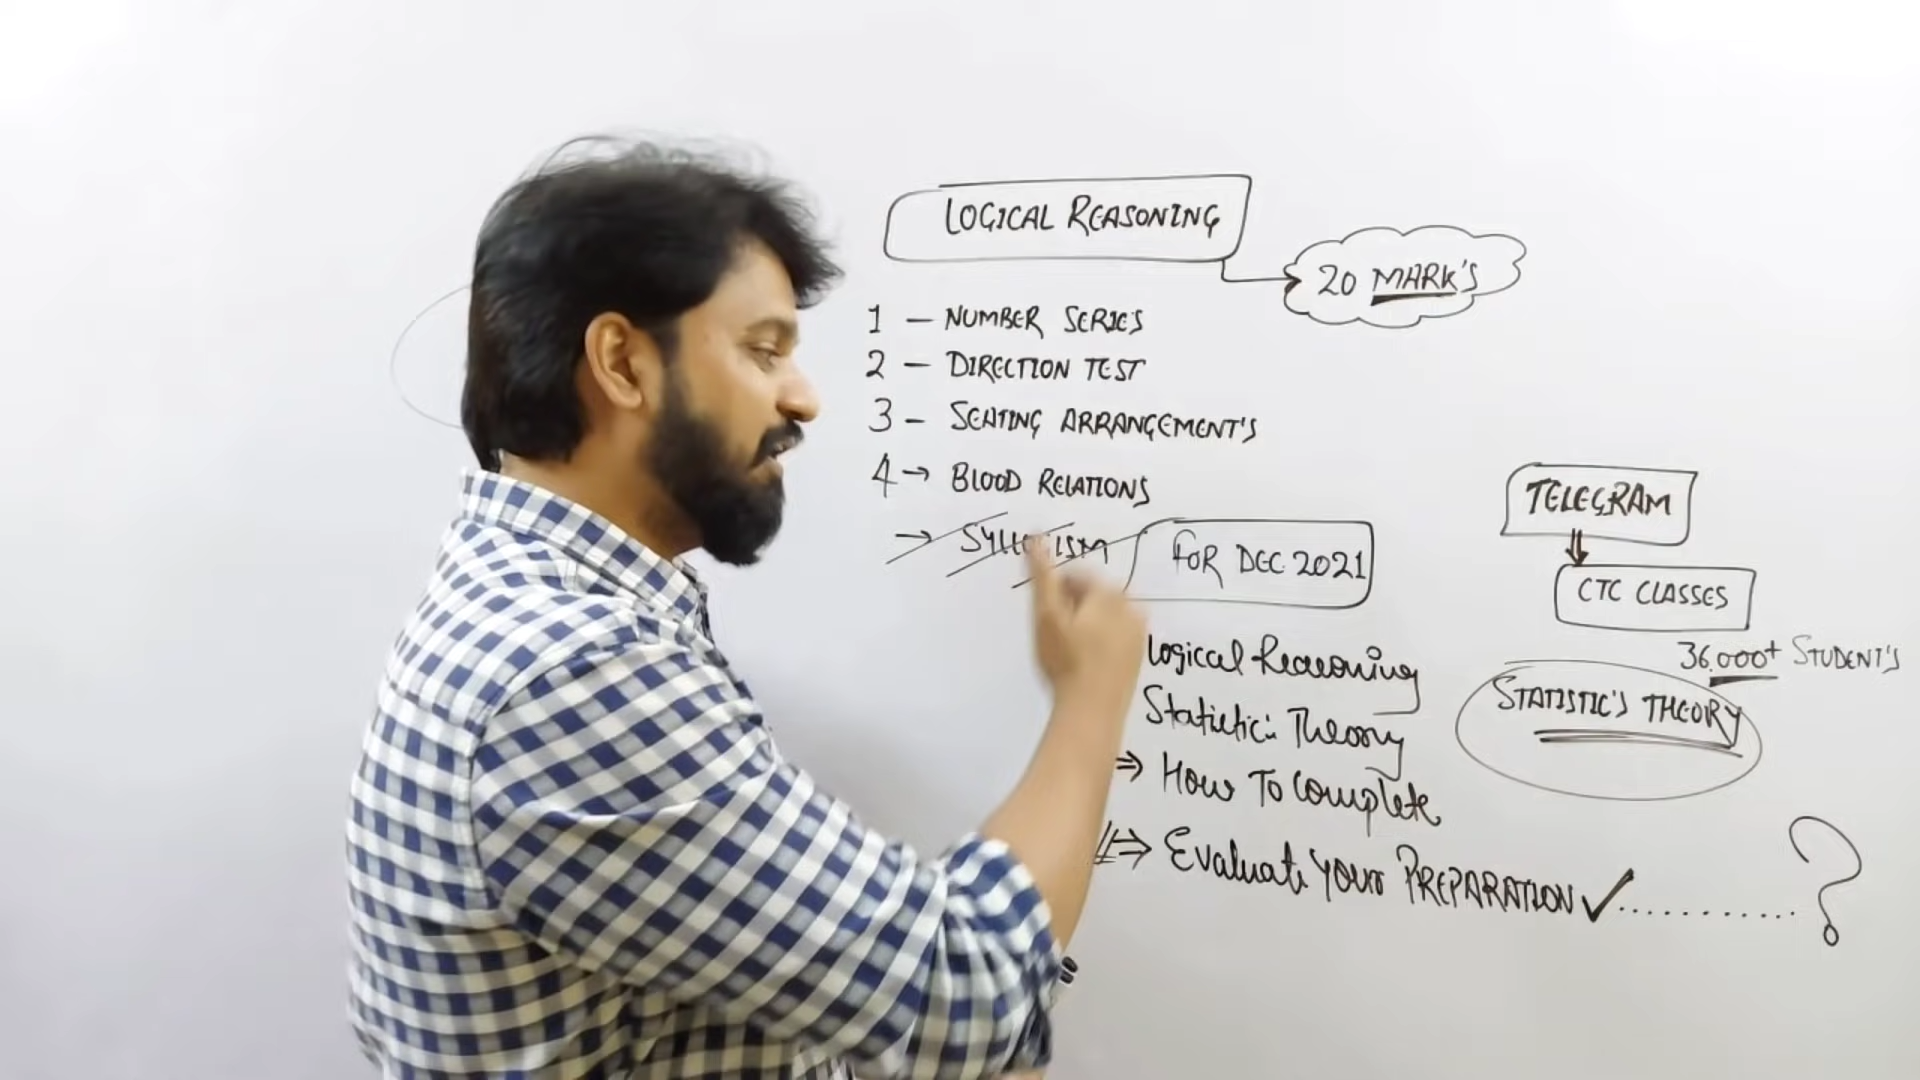 LOGICAL REASONING
20 MARK'S
1 – NUMBER SERIES
2 – DIRECTION TEST
3 – SEATING ARRANGEMENT'S
4 → BLOOD RELATIONS
→
FOR DEC 2021
Logical Reasoning
Statistic's Theory
⇒ How To Complete
⇒ Evaluate your PREPARATION ✓ ............ ?
TELEGRAM
CTC CLASSES
36,000+ STUDENT'S
STATISTIC'S THEORY